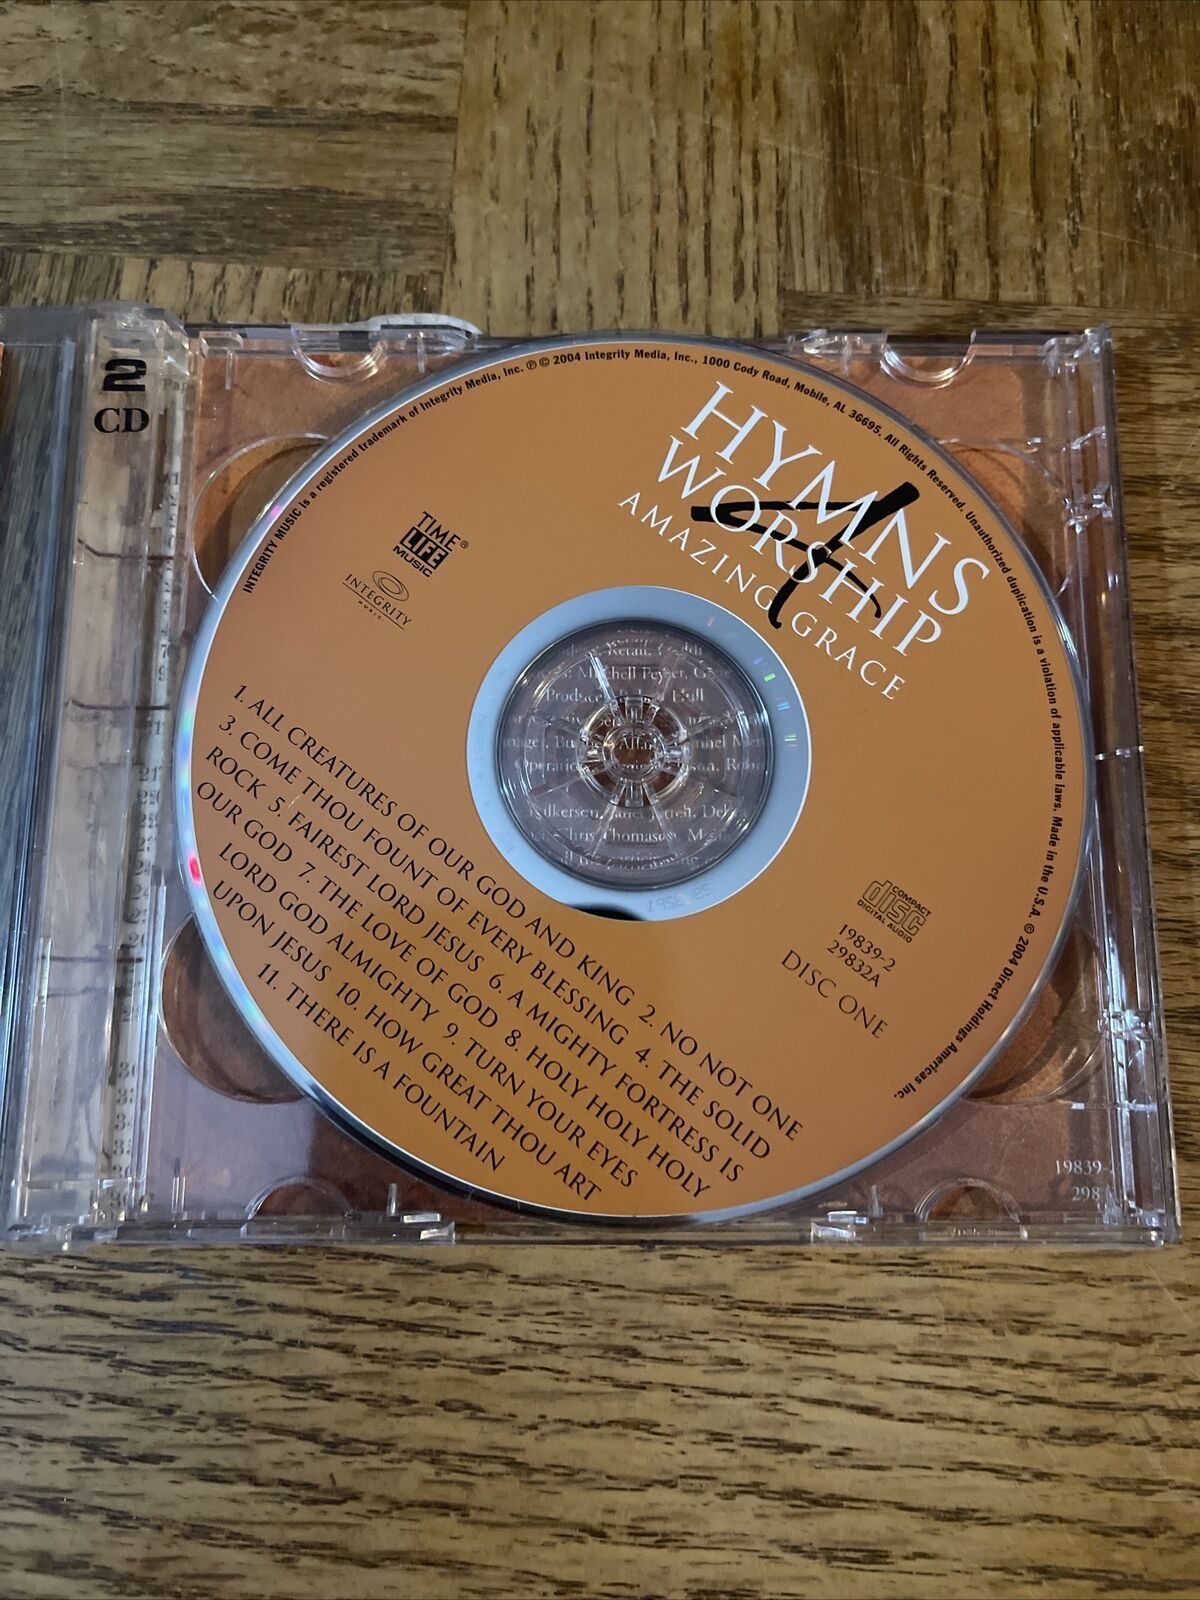 2
CD
INTEGRITY MUSIC is a registered trademark of Integrity Media, Inc. ℗ © 2004 Integrity Media, Inc., 1000 Cody Road, Mobile, AL 36695. All Rights Reserved. Unauthorized duplication is a violation of applicable laws. Made in the U.S.A. © 2004 Direct Holdings Americas Inc.
HYMNS
4
WORSHIP
AMAZING GRACE
TIME
LIFE®
MUSIC
INTEGRITY
MUSIC
1. ALL CREATURES OF OUR GOD AND KING 2. NO NOT ONE
3. COME THOU FOUNT OF EVERY BLESSING 4. THE SOLID
ROCK 5. FAIREST LORD JESUS 6. A MIGHTY FORTRESS IS
OUR GOD 7. THE LOVE OF GOD 8. HOLY HOLY HOLY
LORD GOD ALMIGHTY 9. TURN YOUR EYES
UPON JESUS 10. HOW GREAT THOU ART
11. THERE IS A FOUNTAIN
COMPACT
disc
DIGITAL AUDIO
19839-2
29832A
DISC ONE
19839-
298